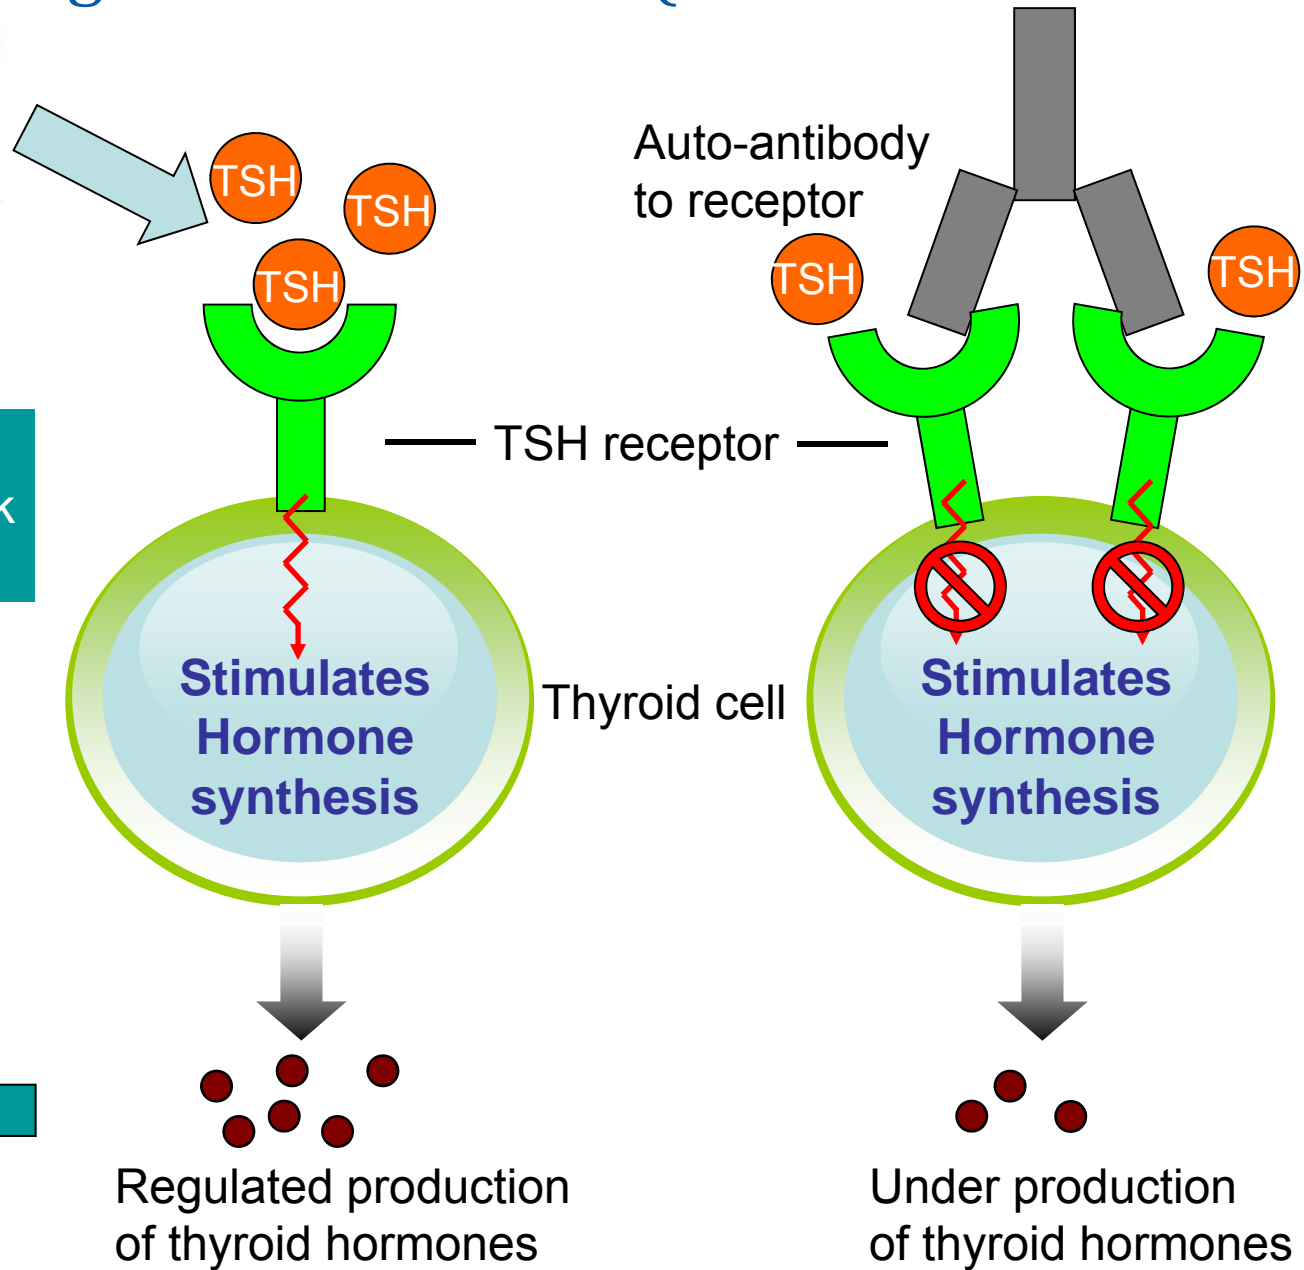 TSH
TSH
TSH
Auto-antibody
to receptor
TSH
TSH
TSH receptor
k
Thyroid cell
Stimulates
Hormone
synthesis
Stimulates
Hormone
synthesis
Regulated production
of thyroid hormones
Under production
of thyroid hormones